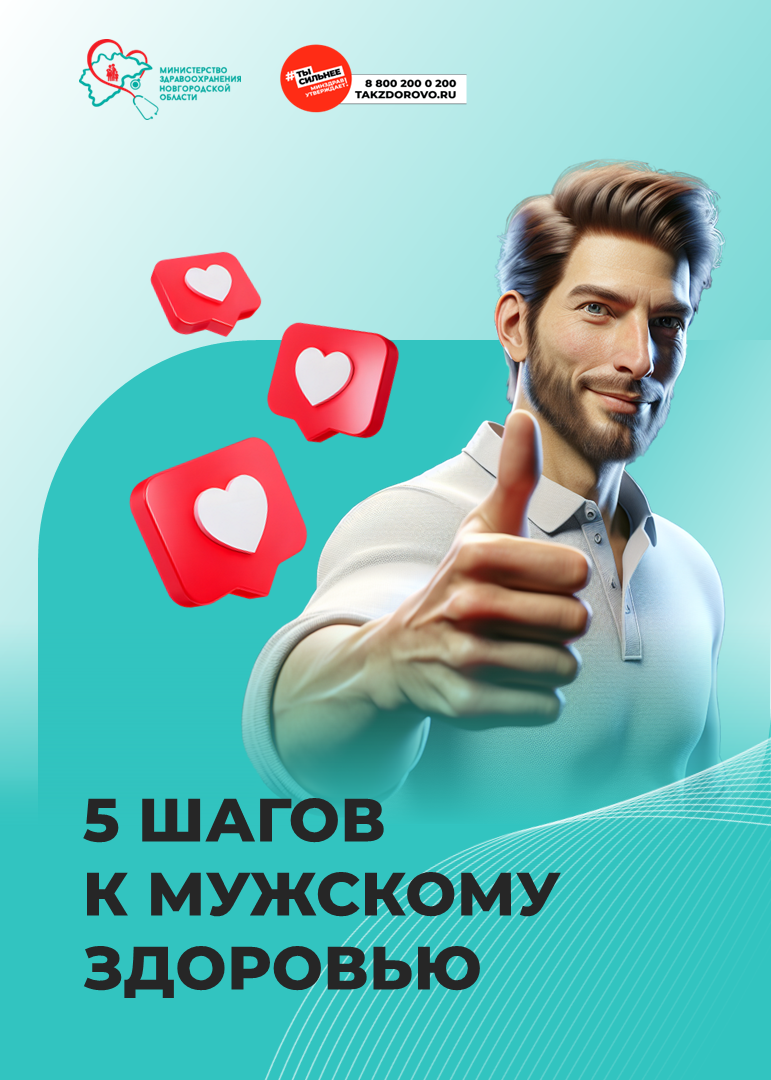 МИНИСТЕРСТВО
ЗДРАВООХРАНЕНИЯ
НОВГОРОДСКОЙ
ОБЛАСТИ
#ТЫ
СИЛЬНЕЕ
МИНЗДРАВ
УТВЕРЖДАЕТ!
8 800 200 0 200
TAKZDOROVO.RU
5 ШАГОВ
К МУЖСКОМУ
ЗДОРОВЬЮ